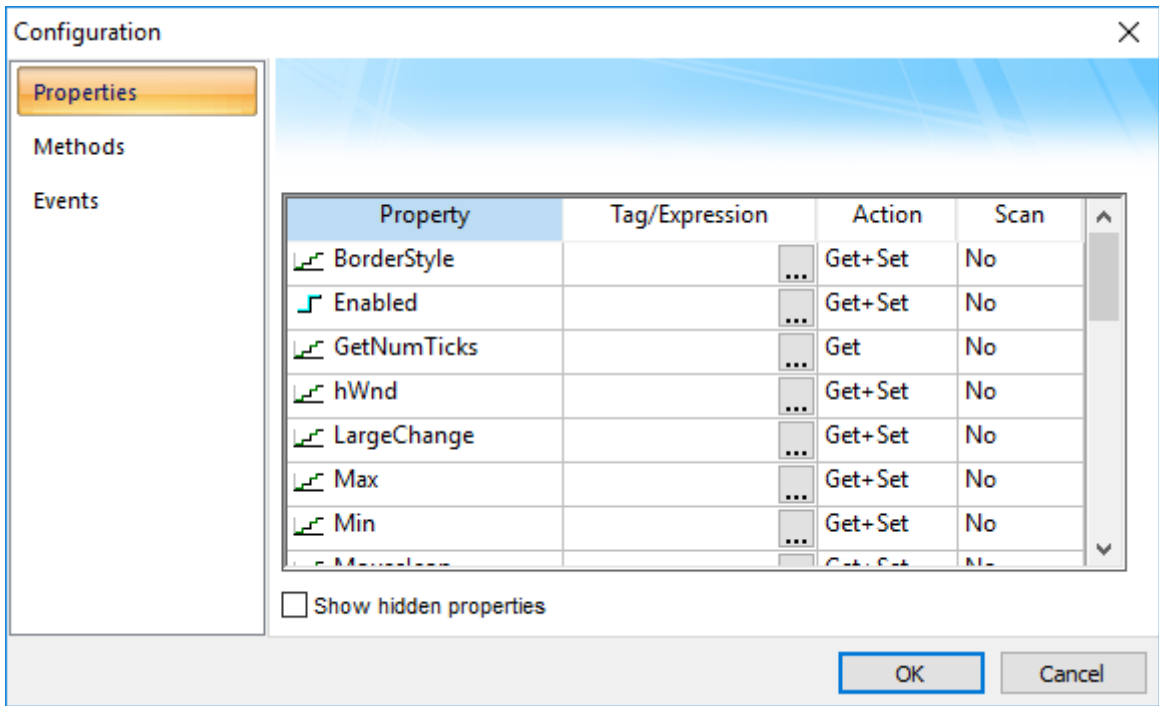 Configuration
Properties
Methods
Events
Property Tag/Expression Action Scan
BorderStyle ... Get+Set No
Enabled ... Get+Set No
GetNumTicks ... Get No
hWnd ... Get+Set No
LargeChange ... Get+Set No
Max ... Get+Set No
Min ... Get+Set No
Show hidden properties
OK Cancel